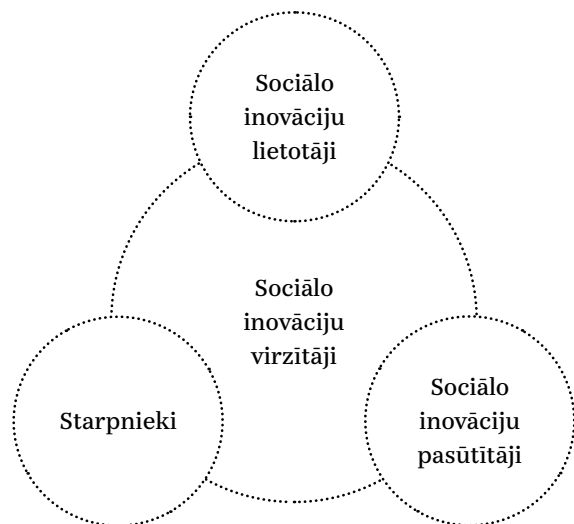 Sociālo
inovāciju
lietotāji
Sociālo
inovāciju
virzītāji
Starpnieki
Sociālo
inovāciju
pasūtītāji